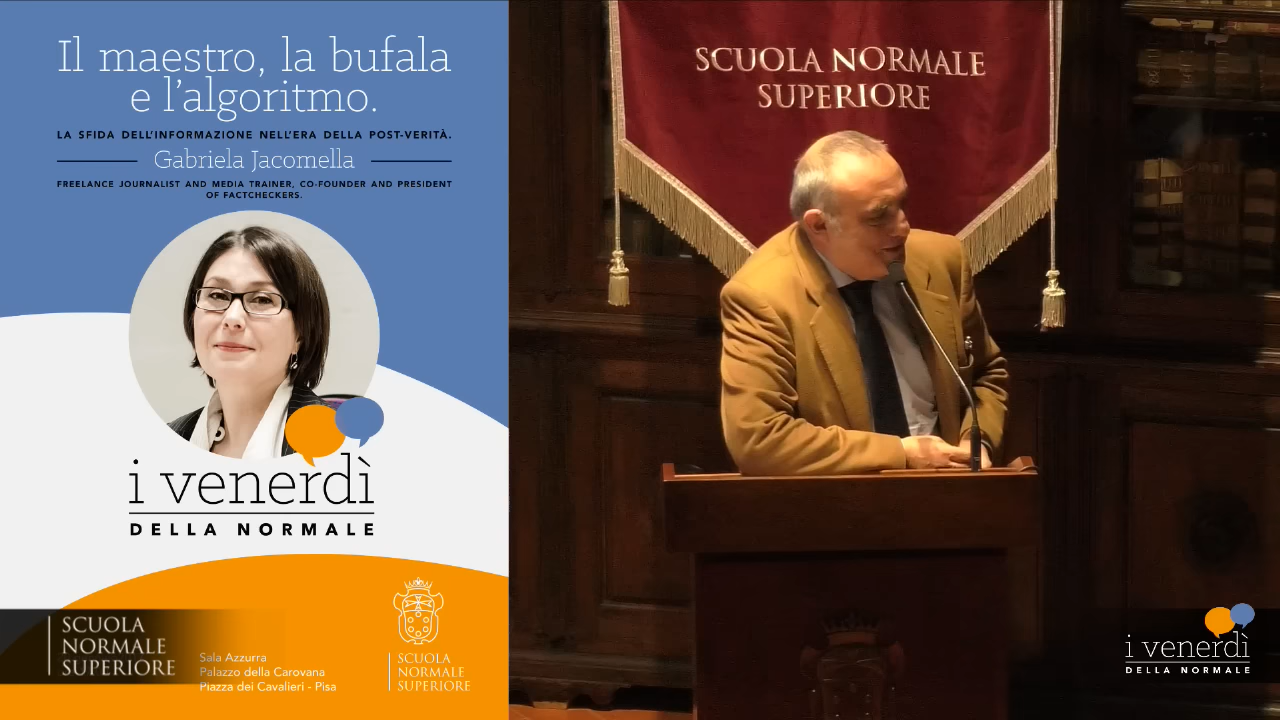 Il maestro, la bufala
e l'algoritmo.
LA SFIDA DELL'INFORMAZIONE NELL'ERA DELLA POST-VERITÀ.
Gabriela Jacomella
FREELANCE JOURNALIST AND MEDIA TRAINER, CO-FOUNDER AND PRESIDENT
OF FACTCHECKERS.
i venerdì
DELLA NORMALE
SCUOLA
NORMALE
SUPERIORE
Sala Azzurra
Palazzo della Carovana
Piazza dei Cavalieri - Pisa
SCUOLA
NORMALE
SUPERIORE
SCUOLA NORMALE
SUPERIORE
i venerdì
DELLA NORMALE